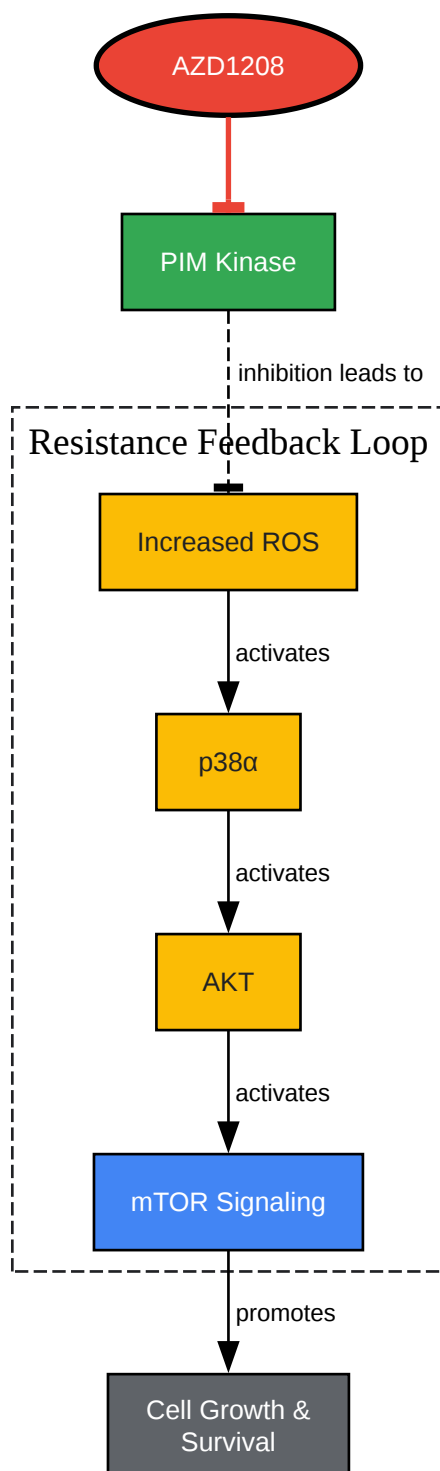 AZD1208
PIM Kinase
inhibition leads to
Resistance Feedback Loop
Increased ROS
activates
p38α
activates
AKT
activates
mTOR Signaling
promotes
Cell Growth &
Survival